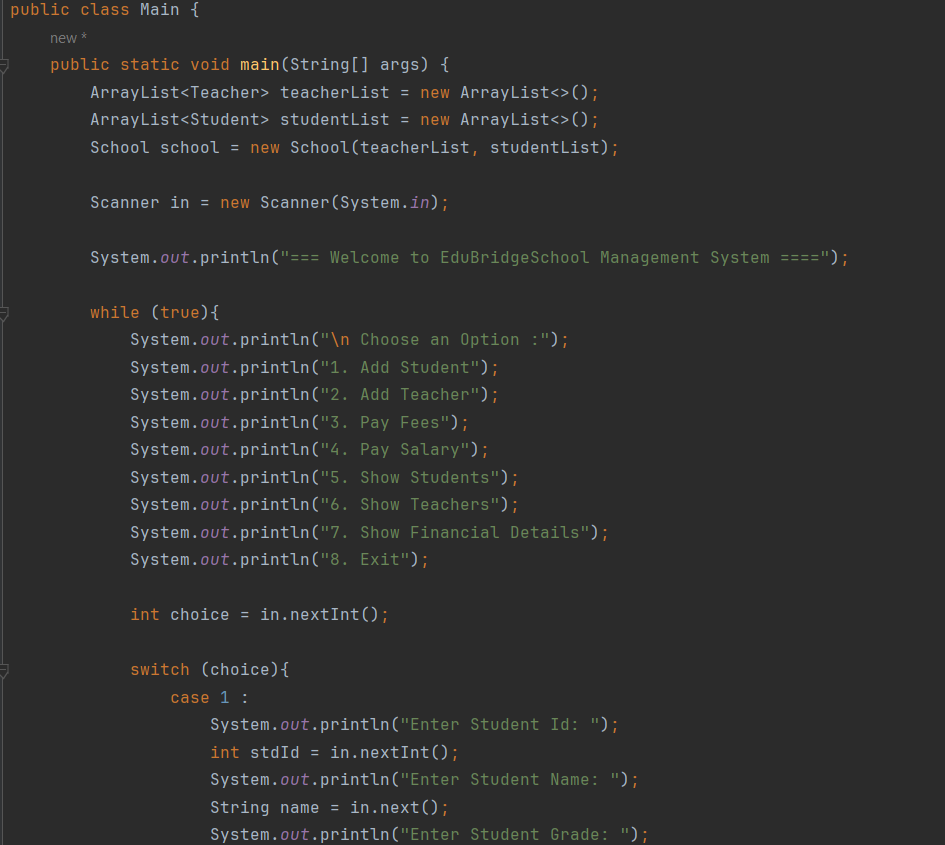 public class Main {
new *
public static void main(String[] args) {
ArrayList<Teacher> teacherList = new ArrayList<>();
ArrayList<Student> studentList = new ArrayList<>();
School school = new School(teacherList, studentList);
Scanner in = new Scanner(System.in);
System.out.println("=== Welcome to EduBridgeSchool Management System ====");
while (true){
System.out.println("\n Choose an Option :");
System.out.println("1. Add Student");
System.out.println("2. Add Teacher");
System.out.println("3. Pay Fees");
System.out.println("4. Pay Salary");
System.out.println("5. Show Students");
System.out.println("6. Show Teachers");
System.out.println("7. Show Financial Details");
System.out.println("8. Exit");
int choice = in.nextInt();
switch (choice){
case 1 :
System.out.println("Enter Student Id: ");
int stdId = in.nextInt();
System.out.println("Enter Student Name: ");
String name = in.next();
System.out.println("Enter Student Grade: ");